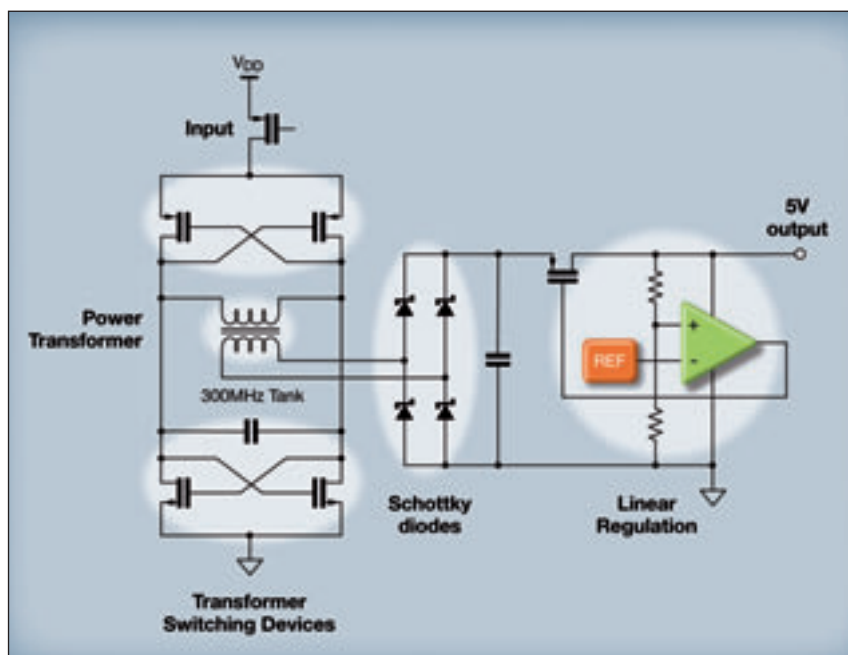 VDD
Input
5V
output
Power
Transformer
REF
+
-
300MHz Tank
Schottky
diodes
Linear
Regulation
Transformer
Switching Devices